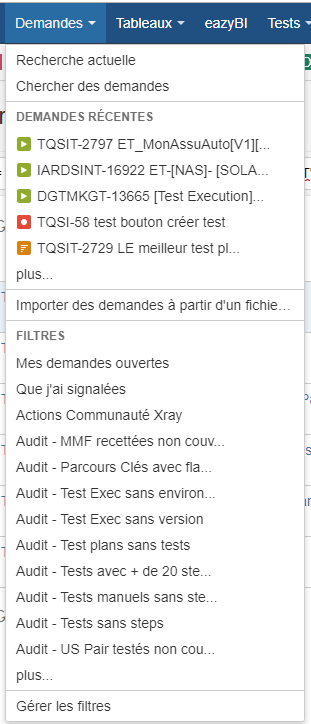 Demandes Tableaux eazyBI Tests
Recherche actuelle
Chercher des demandes
DEMANDES RÉCENTES
TQSIT-2797 ET_MonAssuAuto[V1][...
IARDSINT-16922 ET-[NAS]- [SOLA...
DGTMKGT-13665 [Test Execution]...
TQSI-58 test bouton créer test
TQSIT-2729 LE meilleur test pl...
plus...
Importer des demandes à partir d'un fichie...
FILTRES
Mes demandes ouvertes
Que j'ai signalées
Actions Communauté Xray
Audit - MMF recettées non couv...
Audit - Parcours Clés avec fla...
Audit - Test Exec sans environ...
Audit - Test Exec sans version
Audit - Test plans sans tests
Audit - Tests avec + de 20 ste...
Audit - Tests manuels sans ste...
Audit - Tests sans steps
Audit - US Pair testés non cou...
plus...
Gérer les filtres